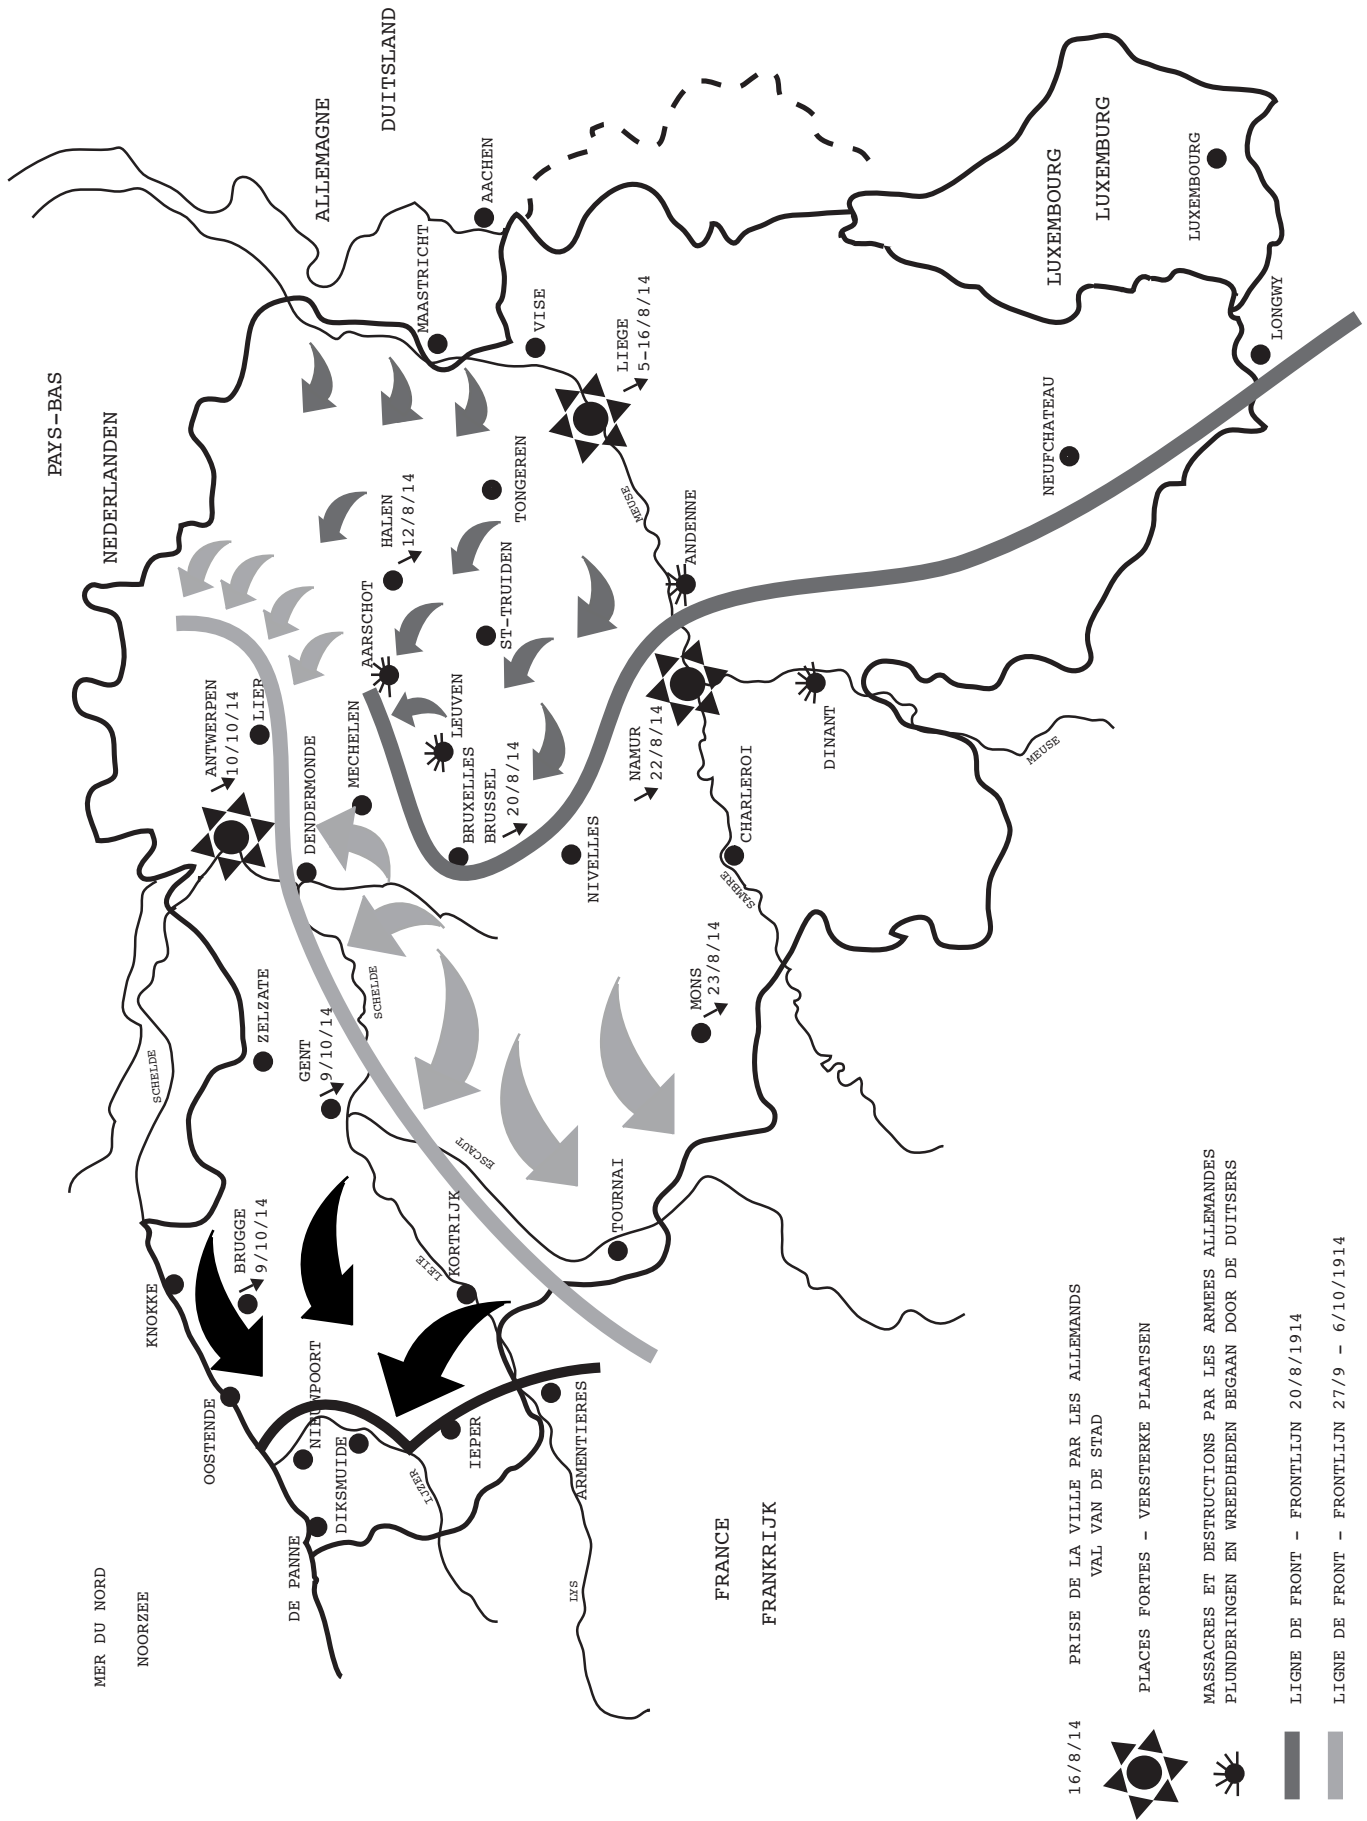 MER DU NORD
NOORZEE
PAYS-BAS
NEDERLANDEN
ALLEMAGNE
DUITSLAND
KNOKKE
OOSTENDE
BRUGGE
9/10/14
ZELZATE
GENT
9/10/14
ANTWERPEN
10/10/14
LIER
DENDERMONDE
MECHELEN
AARSCHOT
HALEN
12/8/14
MAASTRICHT
AACHEN
VISE
DE PANNE
NIEUWPOORT
DIKSMUIDE
IJZER
IEPER
ARMENTIERES
LYS
LEIE
KORTRIJK
ESCAUT
SCHELDE
SCHELDE
LEUVEN
BRUXELLES
BRUSSEL
20/8/14
ST-TRUIDEN
TONGEREN
LIEGE
5-16/8/14
MEUSE
ANDENNE
NIVELLES
NAMUR
22/8/14
TOURNAI
MONS
23/8/14
CHARLEROI
SAMBRE
DINANT
MEUSE
NEUFCHATEAU
LUXEMBOURG
LUXEMBURG
LUXEMBOURG
LONGWY
FRANCE
FRANKRIJK
16/8/14
PRISE DE LA VILLE PAR LES ALLEMANDS
VAL VAN DE STAD
PLACES FORTES - VERSTERKE PLAATSEN
MASSACRES ET DESTRUCTIONS PAR LES ARMEES ALLEMANDES
PLUNDERINGEN EN WREEDHEDEN BEGAAN DOOR DE DUITSERS
LIGNE DE FRONT - FRONTLIJN 20/8/1914
LIGNE DE FRONT - FRONTLIJN 27/9 - 6/10/1914